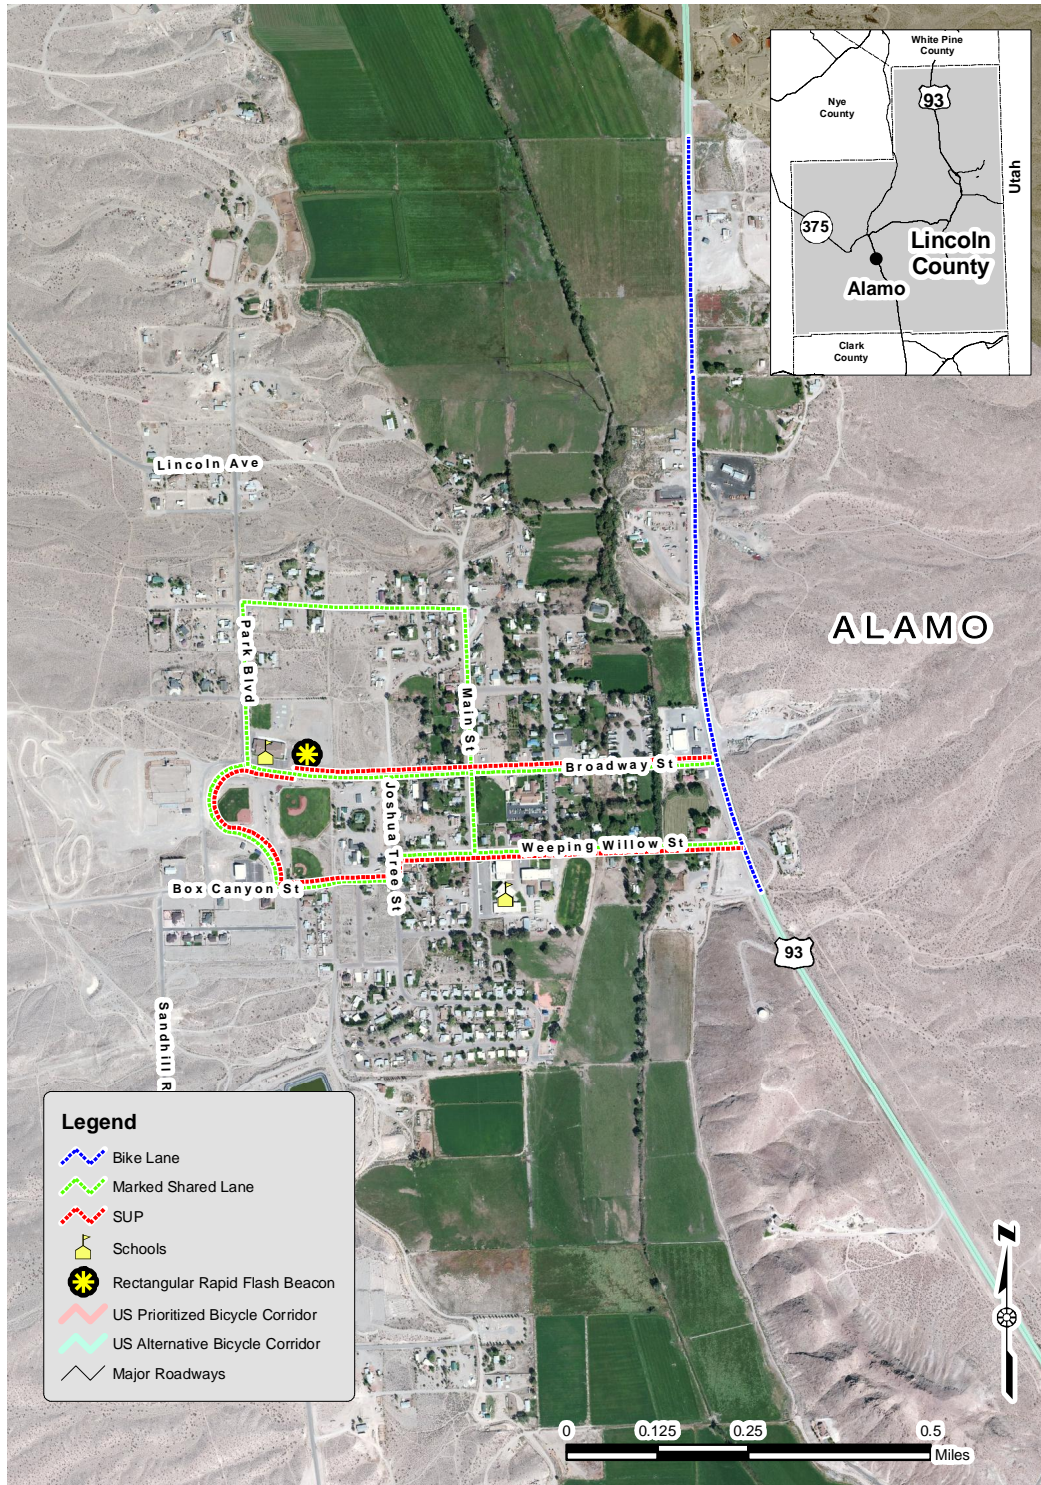 White Pine
County
93
Nye
County
Utah
375
Lincoln
County
Alamo
Clark
County
Lincoln Ave
ALAMO
Park Blvd
Main St
Broadway St
Joshua Tree St
Weeping Willow St
Box Canyon St
93
Sandhill R
Legend
Bike Lane
Marked Shared Lane
SUP
Schools
Rectangular Rapid Flash Beacon
US Prioritized Bicycle Corridor
US Alternative Bicycle Corridor
Major Roadways
N
0 0.125 0.25 0.5
Miles